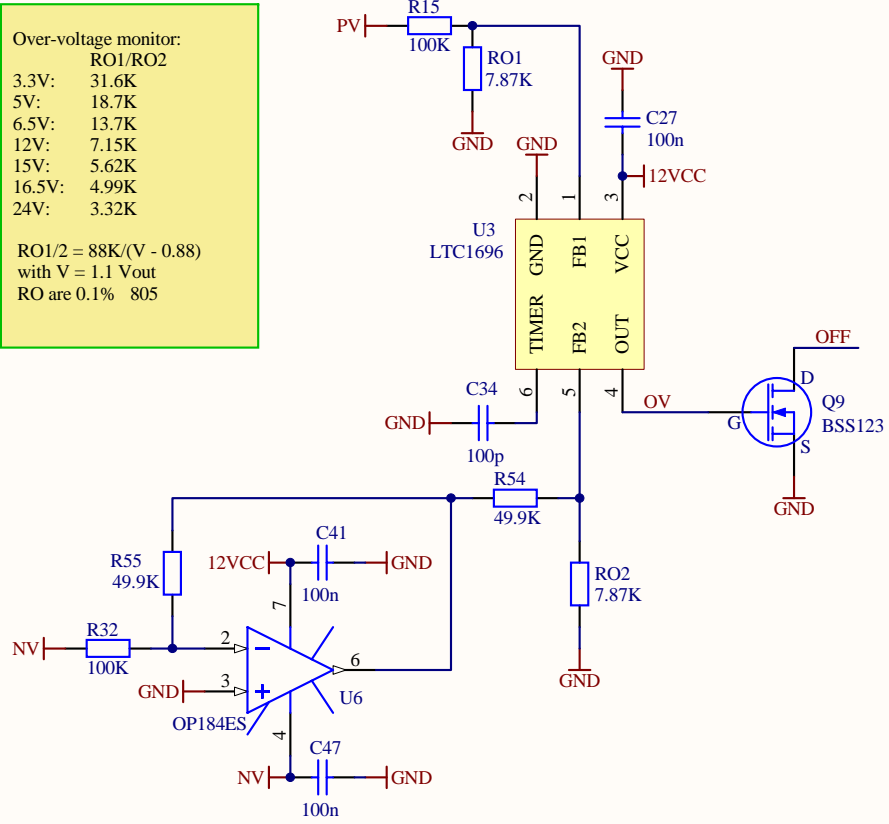 Over-voltage monitor:
RO1/RO2
3.3V: 31.6K
5V: 18.7K
6.5V: 13.7K
12V: 7.15K
15V: 5.62K
16.5V: 4.99K
24V: 3.32K
RO1/2 = 88K/(V - 0.88)
with V = 1.1 Vout
RO are 0.1% 805
R15
PV
100K
RO1
7.87K
GND
GND
C27
100n
GND
12VCC
2
1
3
U3
LTC1696
GND
FB1
VCC
TIMER
FB2
OUT
6
5
4
OV
OFF
D
Q9
G
BSS123
S
GND
C34
GND
100p
R54
49.9K
R55
49.9K
C41
12VCC
GND
100n
7
RO2
7.87K
GND
R32
NV
100K
2
6
GND
3
U6
OP184ES
4
C47
NV
GND
100n